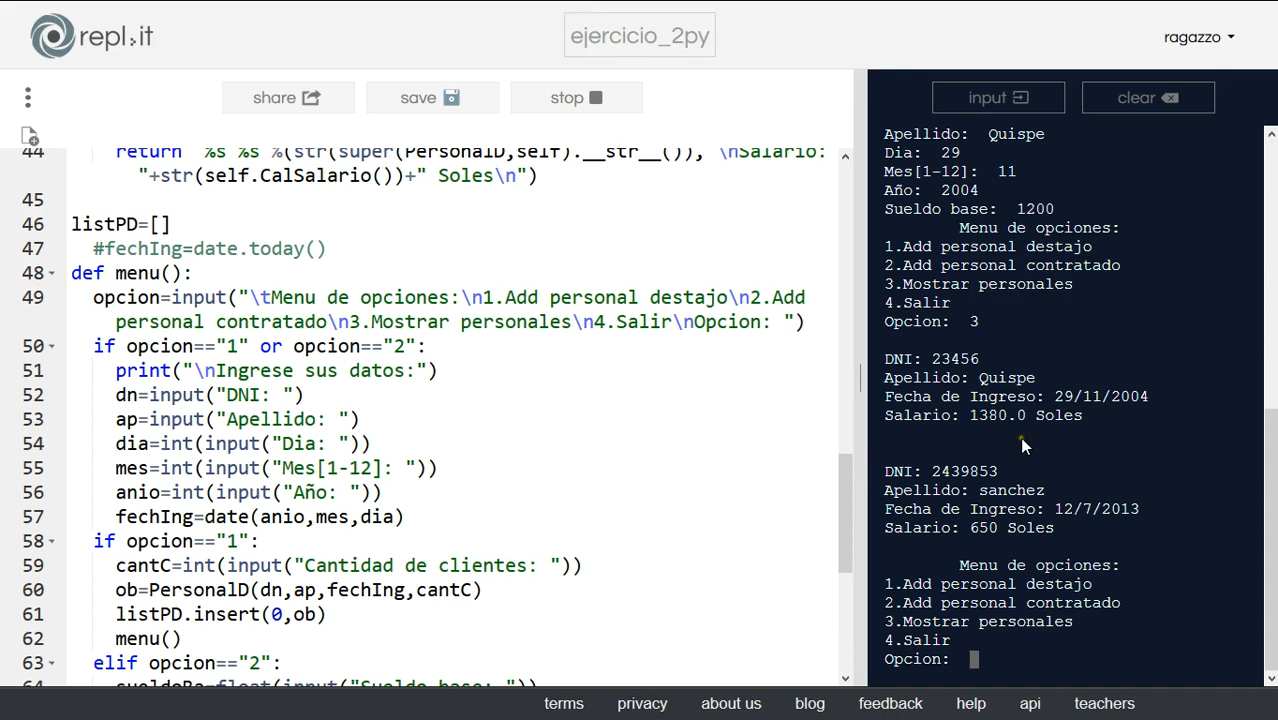 repl.it
ejercicio_2py
ragazzo
share
save
stop
input
clear
44 return %s %s %(str(super(PersonalD,self).__str__()), \nSalario:
"+str(self.CalSalario())+" Soles\n")
45
46 listPD=[]
47 #fechIng=date.today()
48 def menu():
49 opcion=input("\tMenu de opciones:\n1.Add personal destajo\n2.Add
personal contratado\n3.Mostrar personales\n4.Salir\nOpcion: ")
50 if opcion=="1" or opcion=="2":
51 print("\nIngrese sus datos:")
52 dn=input("DNI: ")
53 ap=input("Apellido: ")
54 dia=int(input("Dia: "))
55 mes=int(input("Mes[1-12]: "))
56 anio=int(input("Año: "))
57 fechIng=date(anio,mes,dia)
58 if opcion=="1":
59 cantC=int(input("Cantidad de clientes: "))
60 ob=PersonalD(dn,ap,fechIng,cantC)
61 listPD.insert(0,ob)
62 menu()
63 elif opcion=="2":
64 sueldoBa=float(input("Sueldo base: "))
Apellido: Quispe
Dia: 29
Mes[1-12]: 11
Año: 2004
Sueldo base: 1200
Menu de opciones:
1.Add personal destajo
2.Add personal contratado
3.Mostrar personales
4.Salir
Opcion: 3
DNI: 23456
Apellido: Quispe
Fecha de Ingreso: 29/11/2004
Salario: 1380.0 Soles
DNI: 2439853
Apellido: sanchez
Fecha de Ingreso: 12/7/2013
Salario: 650 Soles
Menu de opciones:
1.Add personal destajo
2.Add personal contratado
3.Mostrar personales
4.Salir
Opcion:
terms
privacy
about us
blog
feedback
help
api
teachers